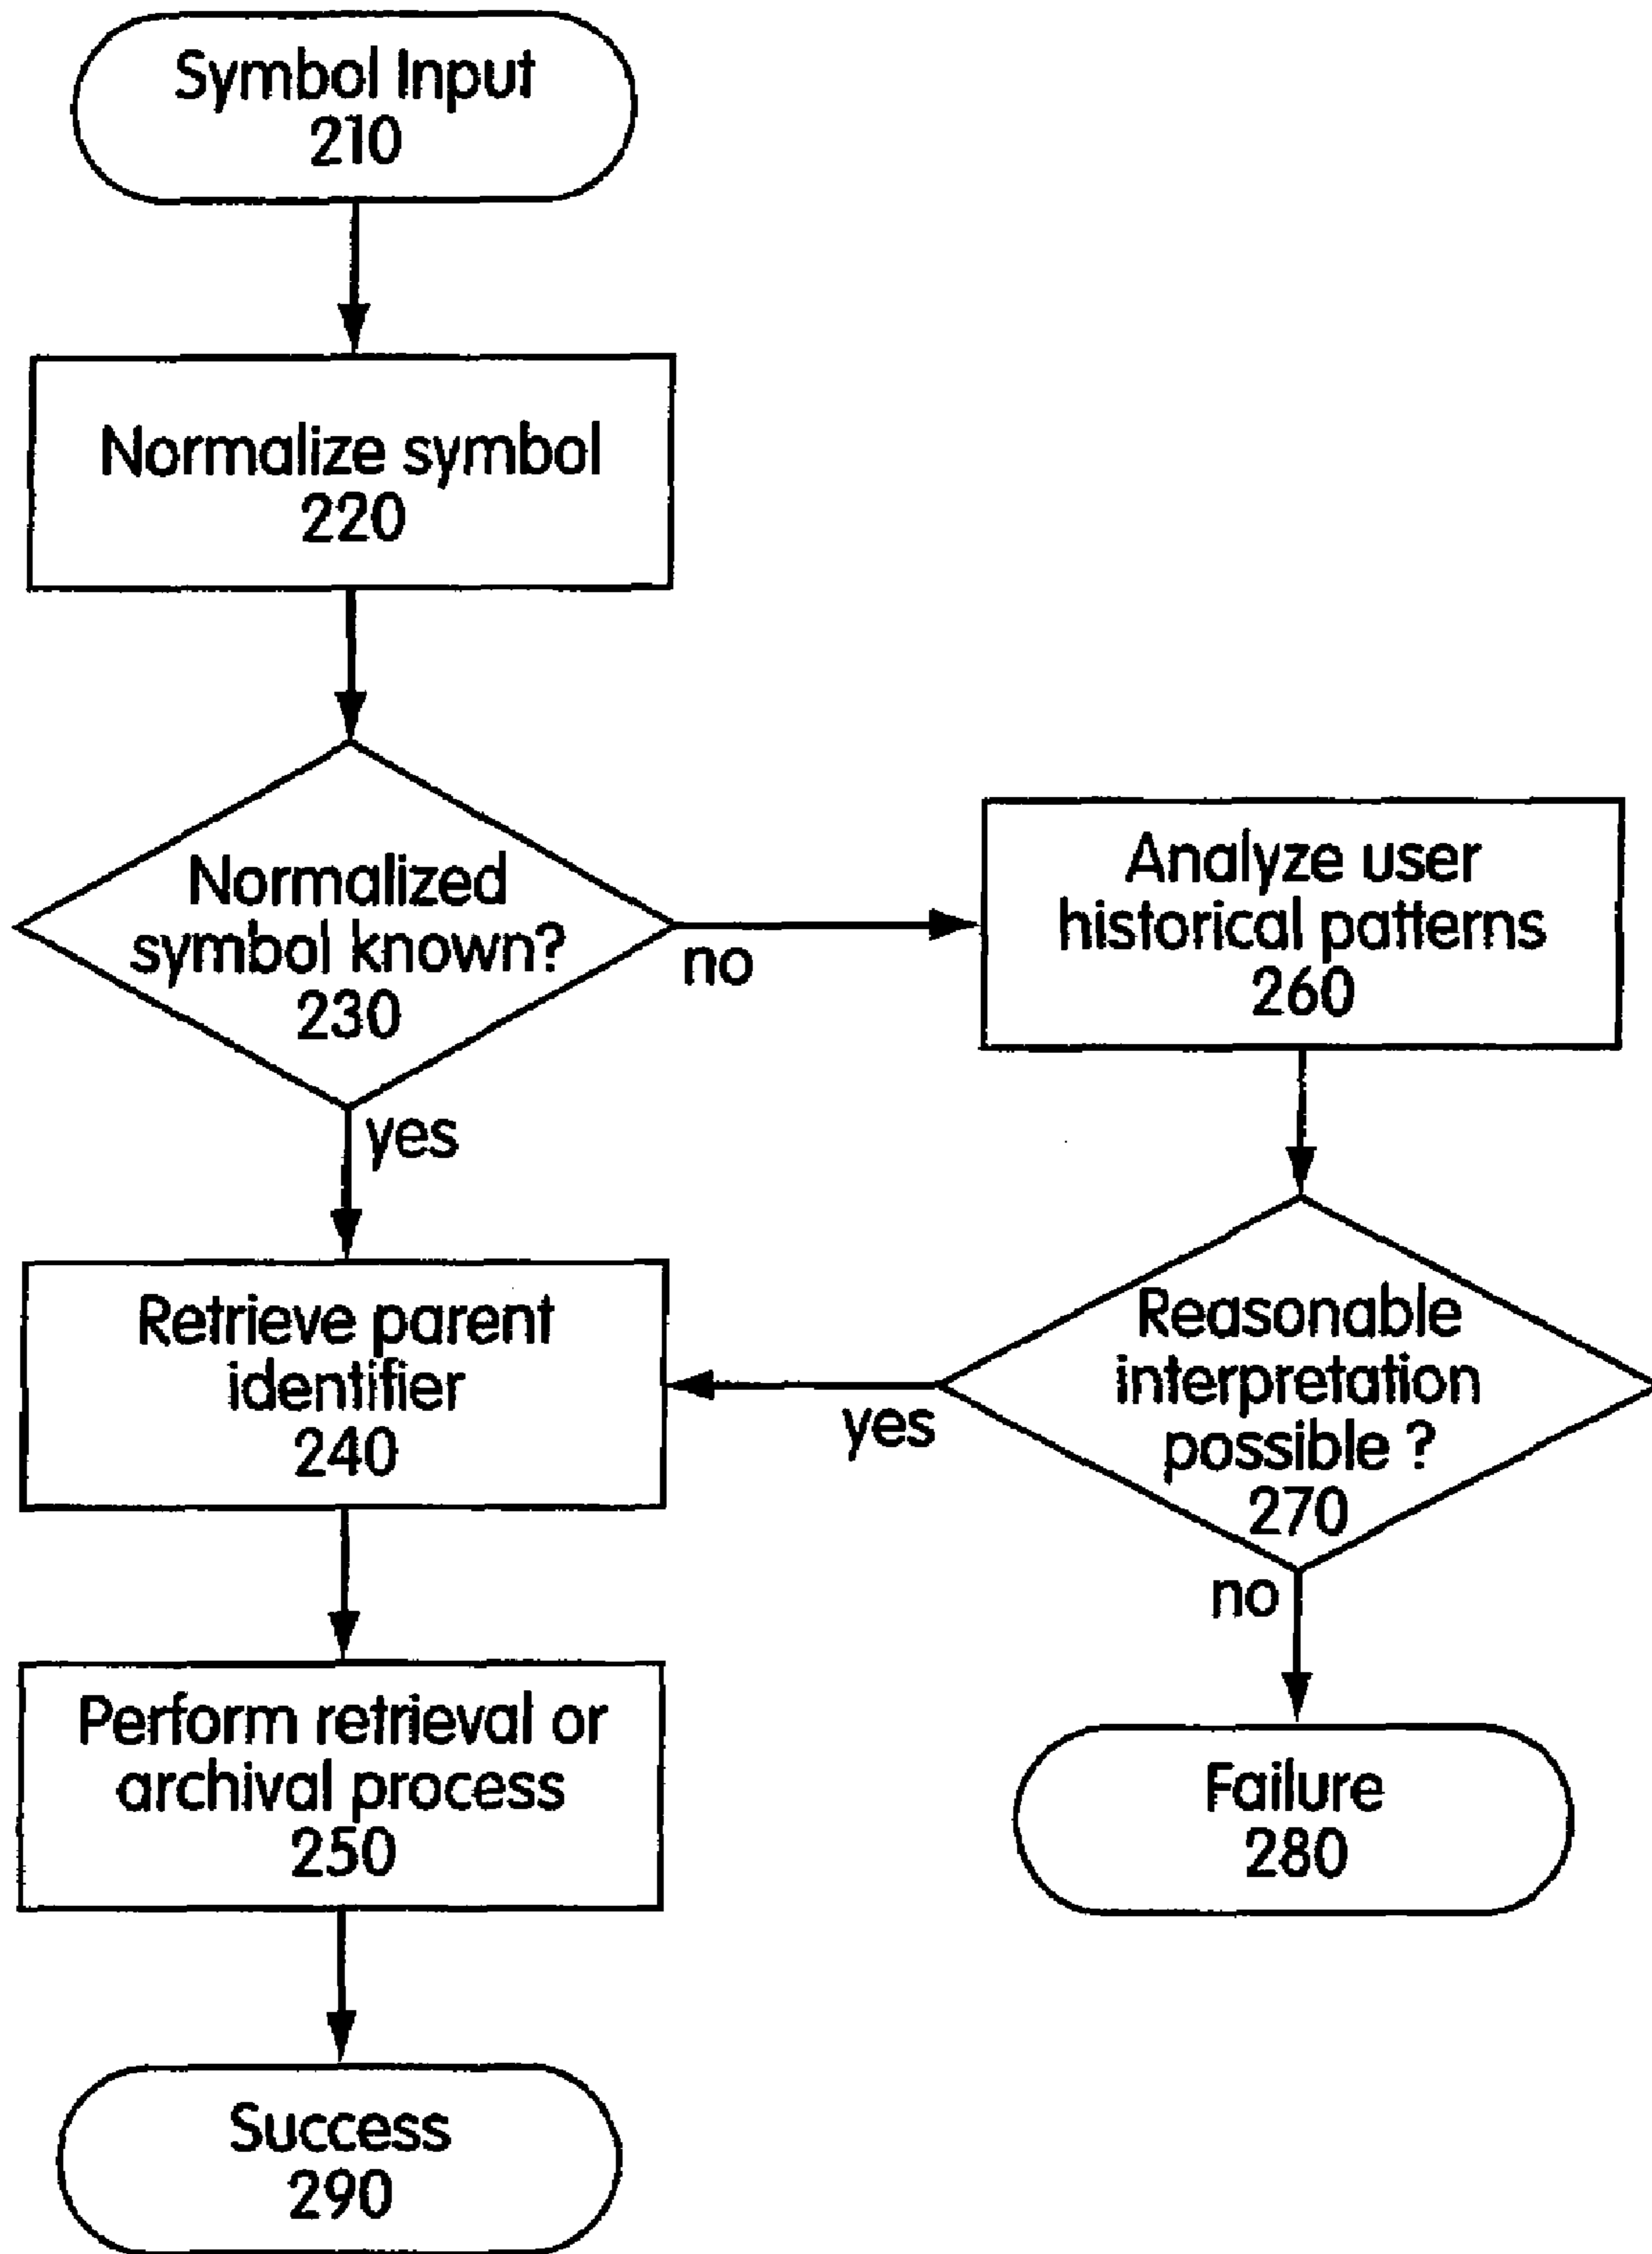 Symbol Input
210
Normalize symbol
220
Normalized
symbol known?
230
no
yes
Analyze user
historical patterns
260
Retrieve parent
identifier
240
Reasonable
interpretation
possible ?
270
yes
no
Perform retrieval or
archival process
250
Failure
280
Success
290